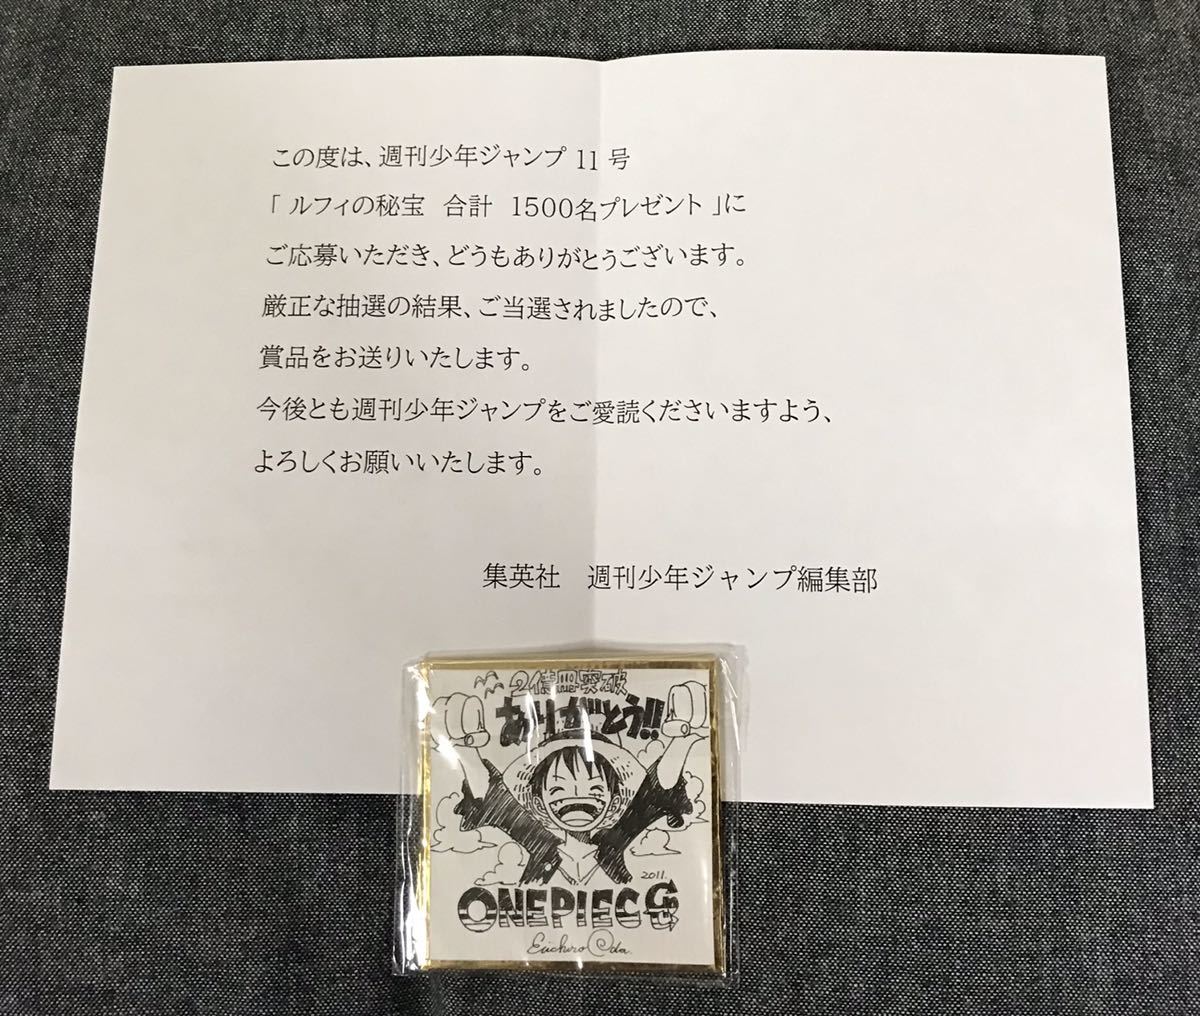 この度は、週刊少年ジャンプ 11 号
「 ルフィの秘宝　合計　1500名プレゼント 」に
ご応募いただき、どうもありがとうございます。
厳正な抽選の結果、ご当選されましたので、
賞品をお送りいたします。
今後とも週刊少年ジャンプをご愛読くださいますよう、
よろしくお願いいたします。
集英社　週刊少年ジャンプ編集部
2億冊突破
ありがとう!!
2011.
ONE PIECE
Eiichiro Oda.